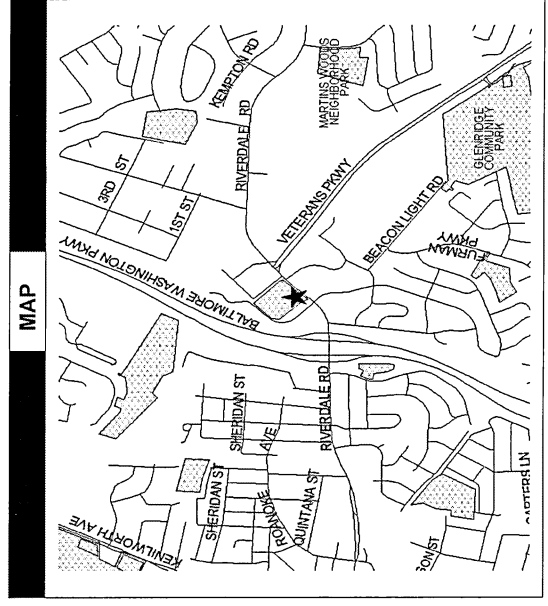 MAP
KEMPTON RD
MARTINS WOODS
NEIGHBORHOOD
PARK
3RD ST
RIVERDALE RD
1ST ST
VETERANS PKWY
GLENRIDGE
COMMUNITY
PARK
BEACON LIGHT RD
FURMAN
PKWY
BALTIMORE WASHINGTON PKWY
SHERIDAN ST
RIVERDALE RD
SHERIDAN ST
ROANOKE AVE
QUINTANA ST
KENILWORTH AVE
SON ST
CARTERS LN